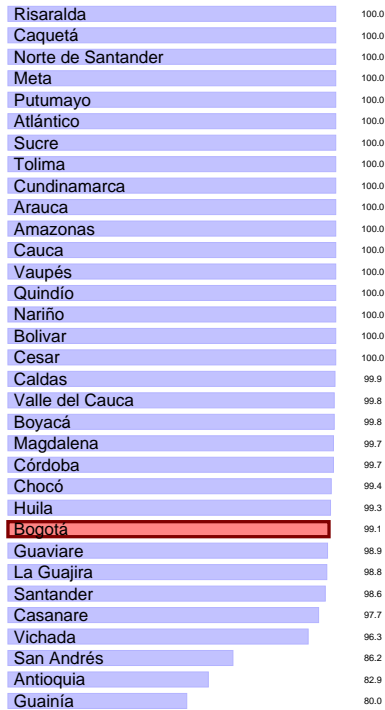 Risaralda 100.0
Caquetá 100.0
Norte de Santander 100.0
Meta 100.0
Putumayo 100.0
Atlántico 100.0
Sucre 100.0
Tolima 100.0
Cundinamarca 100.0
Arauca 100.0
Amazonas 100.0
Cauca 100.0
Vaupés 100.0
Quindío 100.0
Nariño 100.0
Bolivar 100.0
Cesar 100.0
Caldas 99.9
Valle del Cauca 99.8
Boyacá 99.8
Magdalena 99.7
Córdoba 99.7
Chocó 99.4
Huila 99.3
Bogotá 99.1
Guaviare 98.9
La Guajira 98.8
Santander 98.6
Casanare 97.7
Vichada 96.3
San Andrés 86.2
Antioquia 82.9
Guainía 80.0